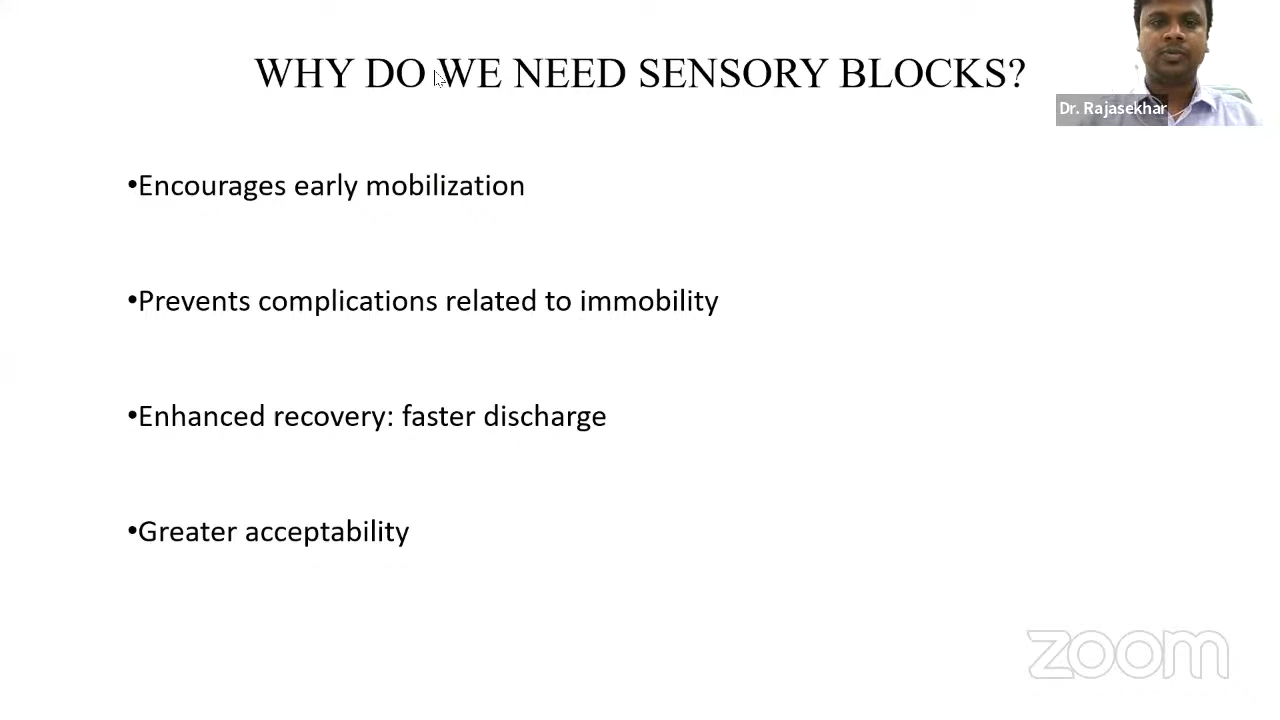 WHY DO WE NEED SENSORY BLOCKS?
Dr. Rajasekhar
•Encourages early mobilization
•Prevents complications related to immobility
•Enhanced recovery: faster discharge
•Greater acceptability
zoom